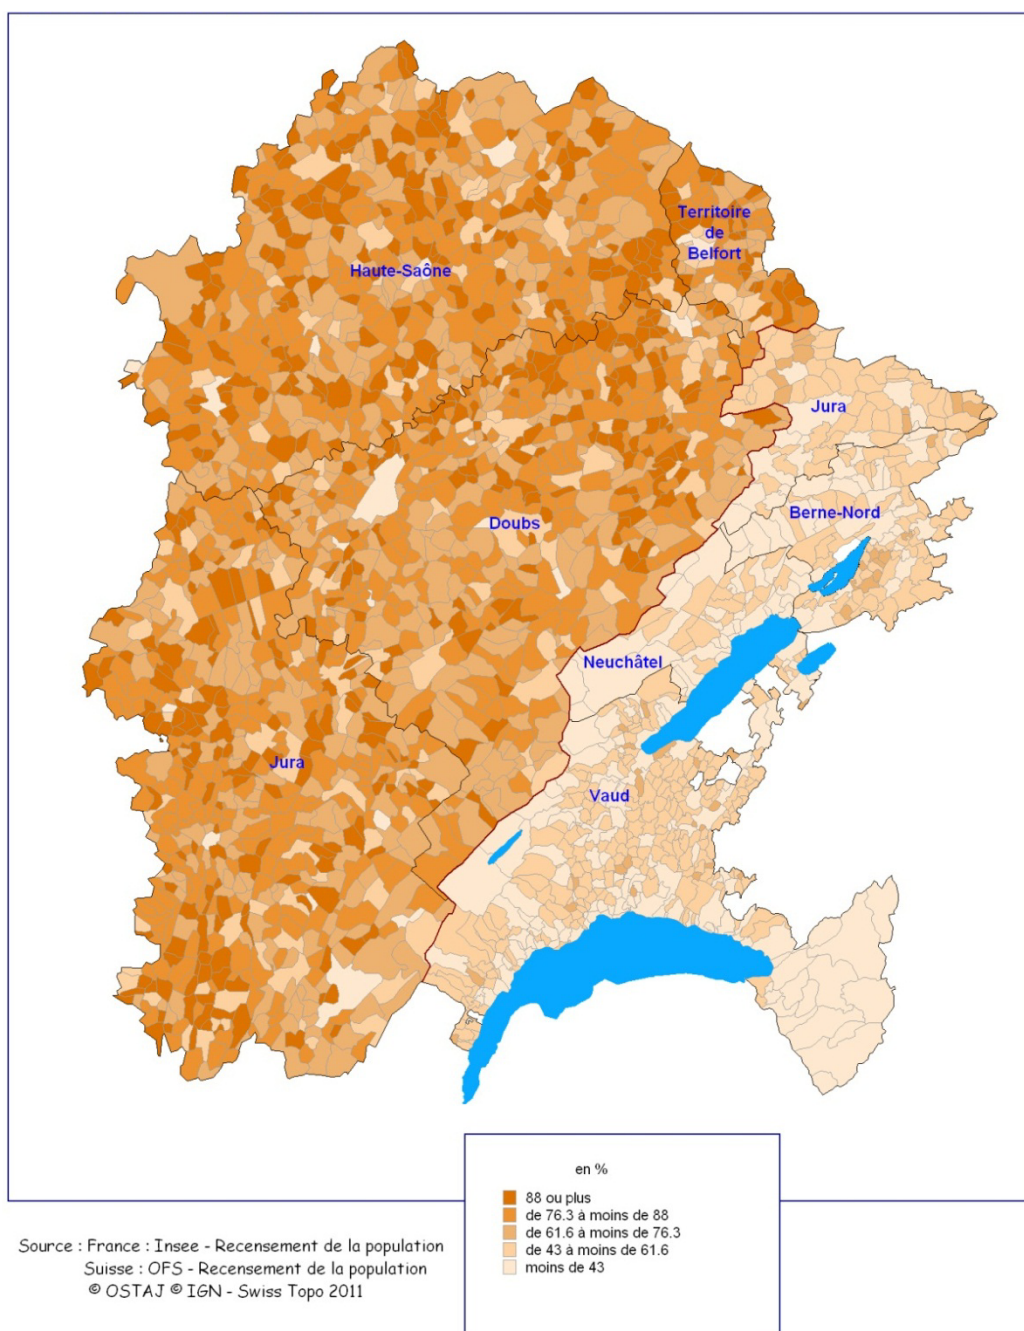 Territoire
de
Belfort
Haute-Saône
Jura
Berne-Nord
Doubs
Neuchâtel
Jura
Vaud
en %
88 ou plus
de 76.3 à moins de 88
de 61.6 à moins de 76.3
de 43 à moins de 61.6
moins de 43
Source : France : Insee - Recensement de la population
Suisse : OFS - Recensement de la population
© OSTAJ © IGN - Swiss Topo 2011